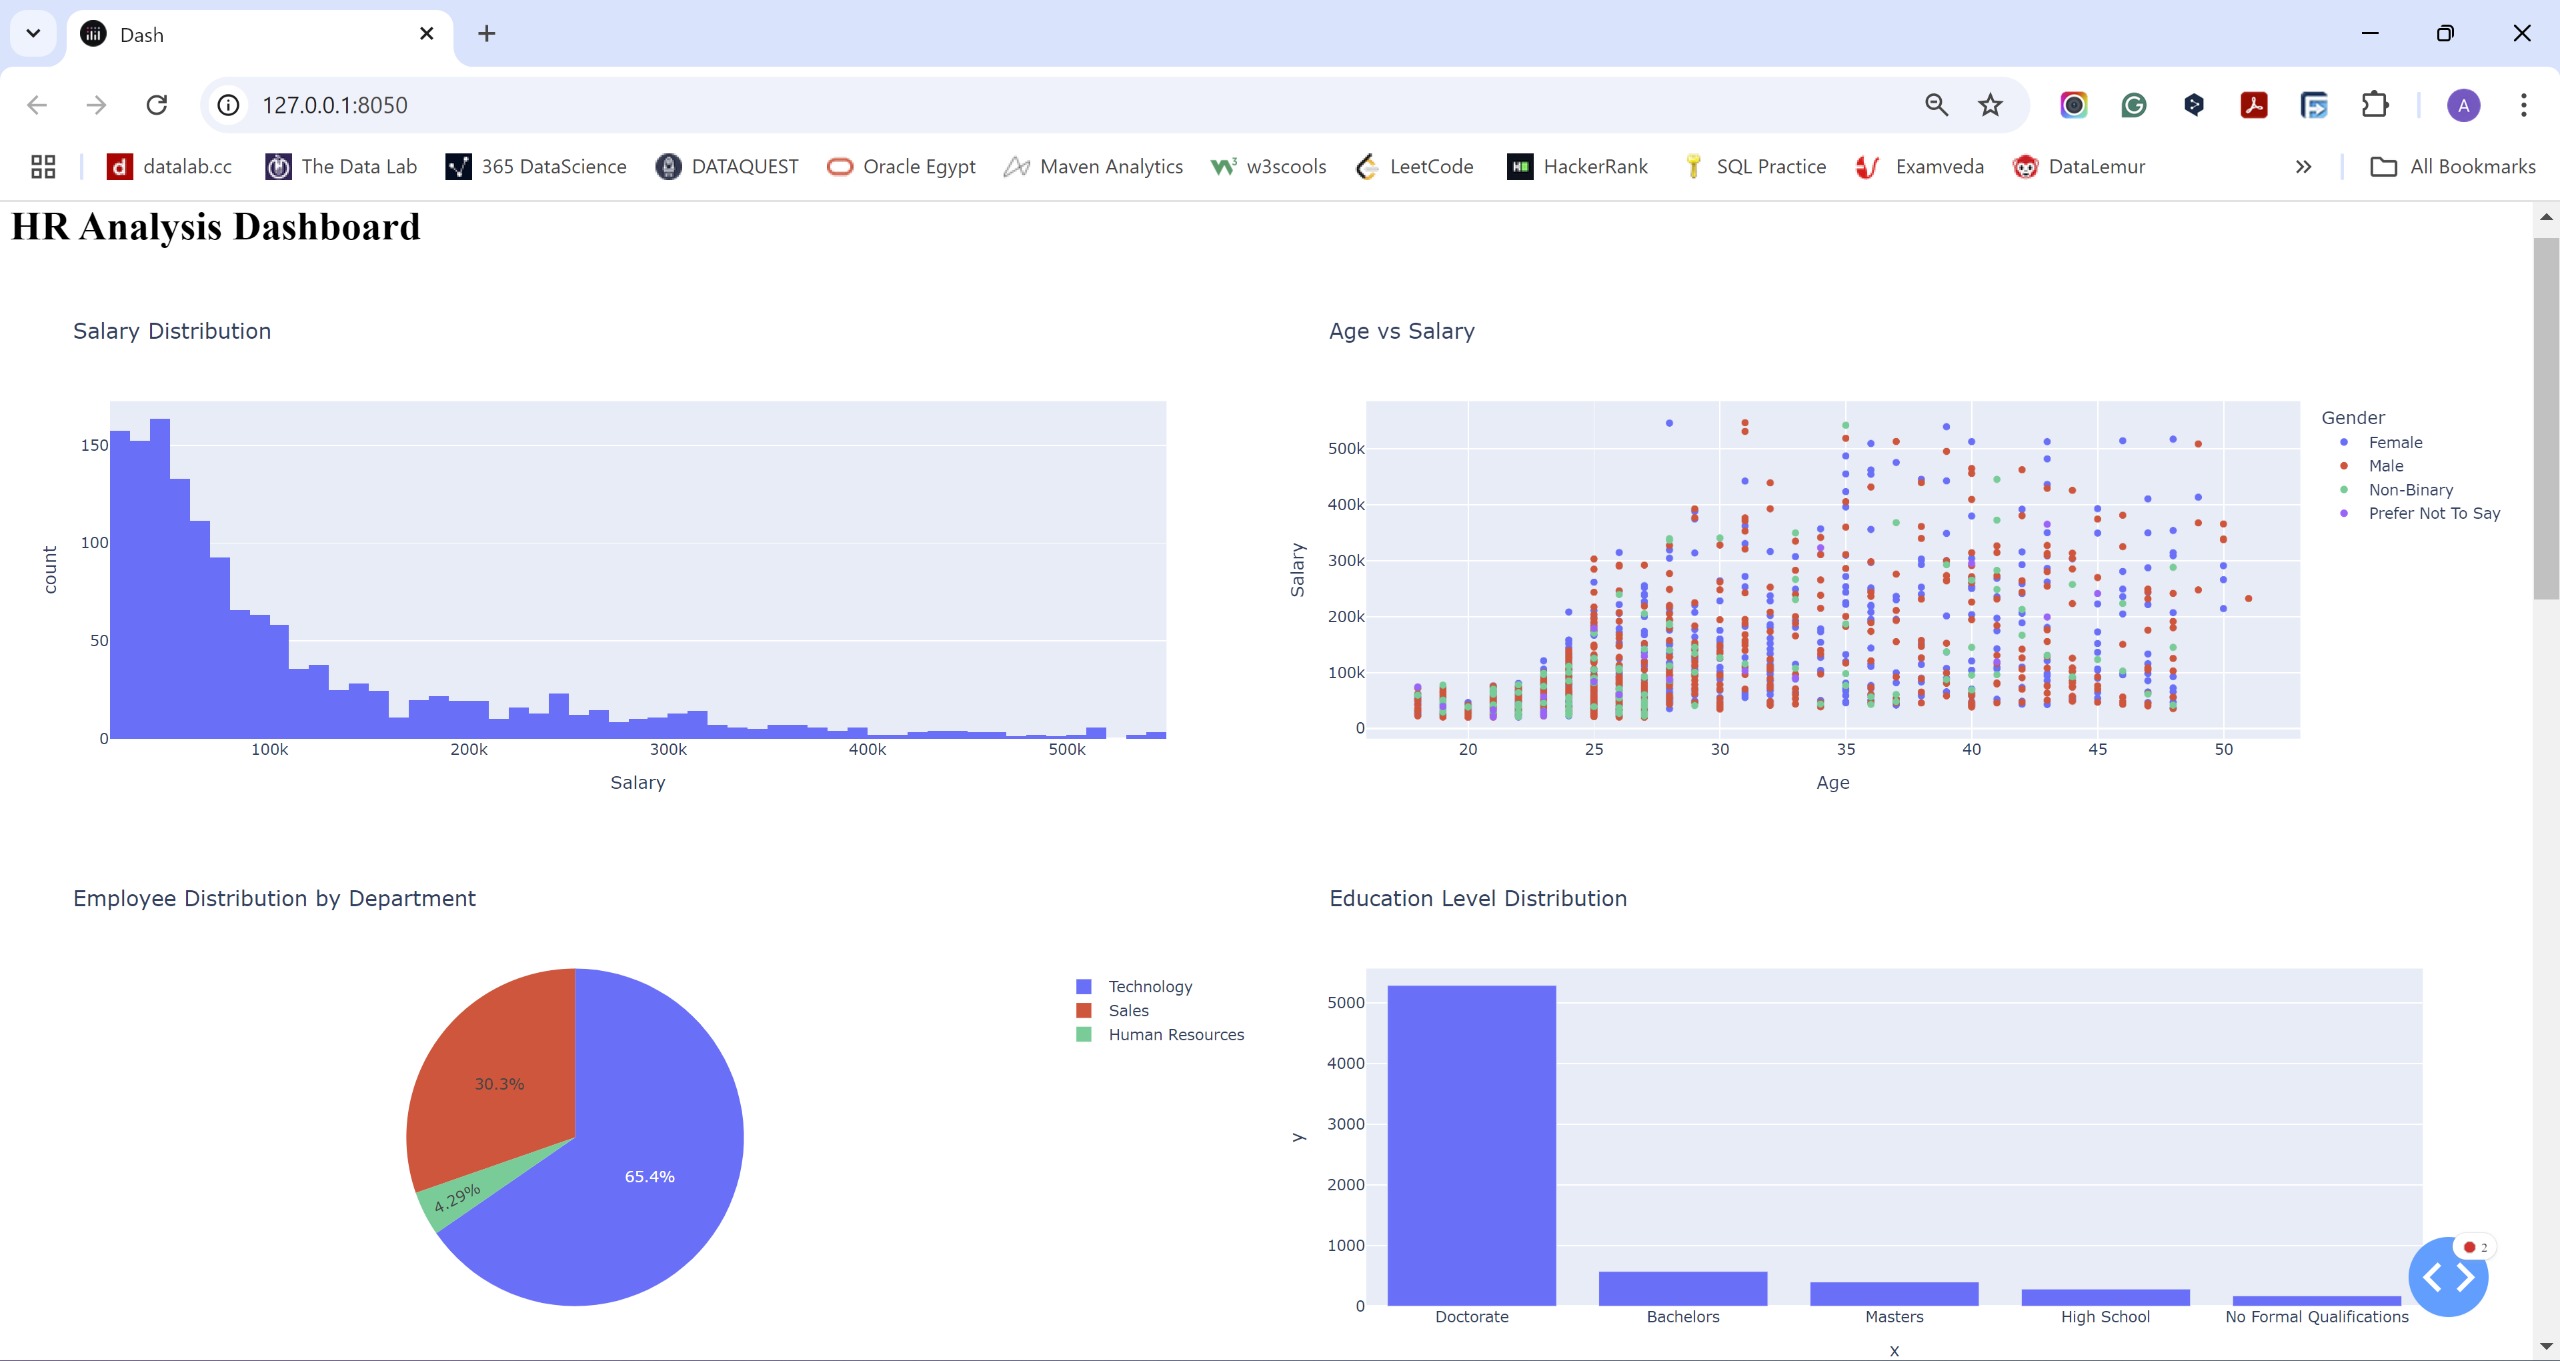 Dash
127.0.0.1:8050
A
datalab.cc
The Data Lab
365 DataScience
DATAQUEST
Oracle Egypt
Maven Analytics
w3scools
LeetCode
HackerRank
SQL Practice
Examveda
DataLemur
All Bookmarks
HR Analysis Dashboard
Salary Distribution
count
150
100
50
0
100k
200k
300k
400k
500k
Salary
Age vs Salary
Salary
500k
400k
300k
200k
100k
0
20
25
30
35
40
45
50
Age
Gender
Female
Male
Non-Binary
Prefer Not To Say
Employee Distribution by Department
30.3%
65.4%
4.29%
Technology
Sales
Human Resources
Education Level Distribution
y
5000
4000
3000
2000
1000
0
Doctorate
Bachelors
Masters
High School
No Formal Qualifications
x
2